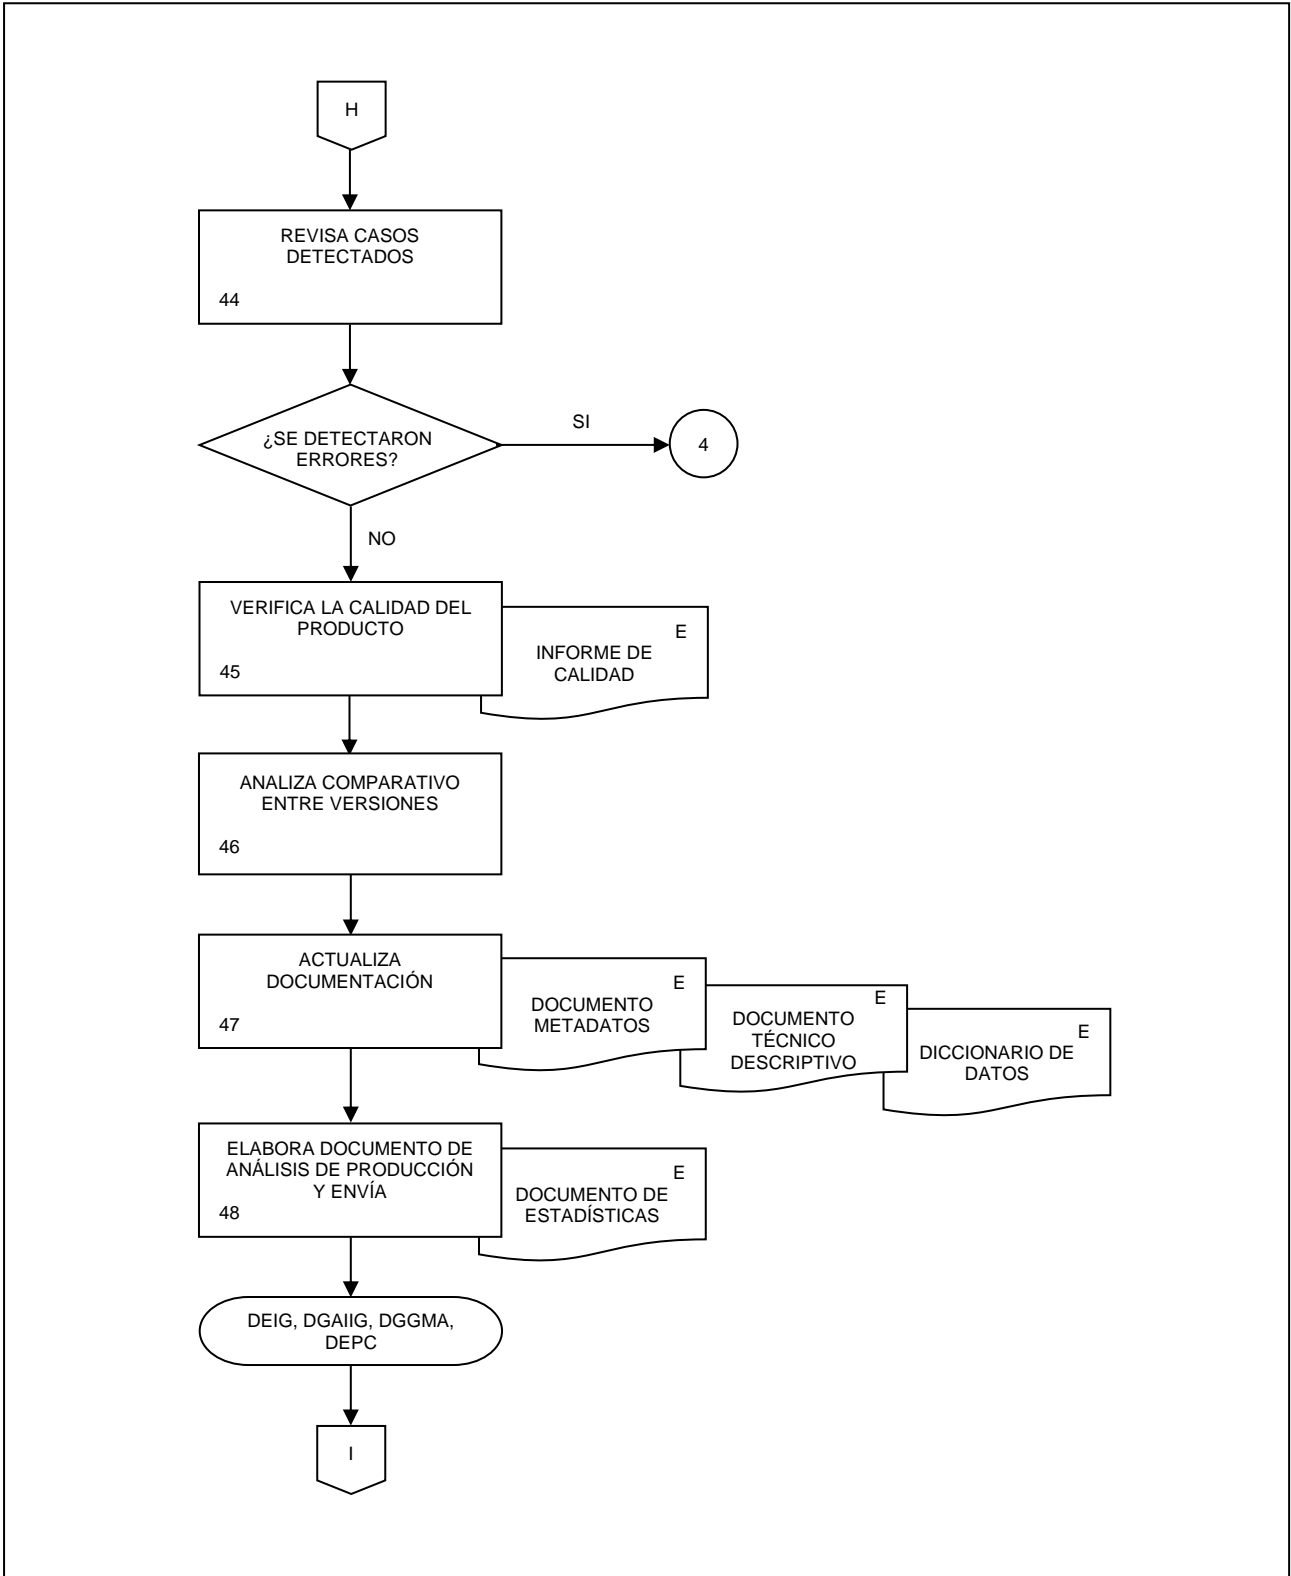 H
REVISA CASOS
DETECTADOS
44
¿SE DETECTARON
ERRORES?
SI
4
NO
VERIFICA LA CALIDAD DEL
PRODUCTO
45
E
INFORME DE
CALIDAD
ANALIZA COMPARATIVO
ENTRE VERSIONES
46
ACTUALIZA
DOCUMENTACIÓN
47
E
DOCUMENTO
METADATOS
E
DOCUMENTO
TÉCNICO
DESCRIPTIVO
E
DICCIONARIO DE
DATOS
ELABORA DOCUMENTO DE
ANÁLISIS DE PRODUCCIÓN
Y ENVÍA
48
E
DOCUMENTO DE
ESTADÍSTICAS
DEIG, DGAIIG, DGGMA,
DEPC
I